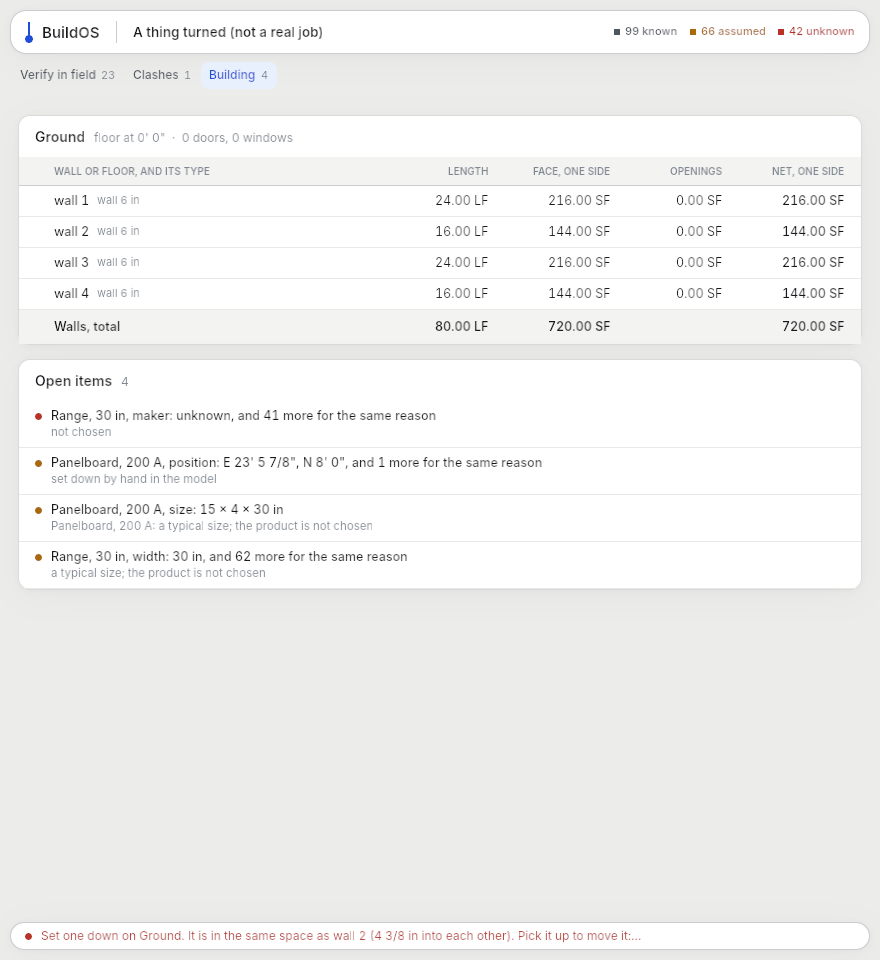 BuildOS
A thing turned (not a real job)
99 known 66 assumed 42 unknown
Verify in field 23 Clashes 1 Building 4
Ground floor at 0' 0" · 0 doors, 0 windows
WALL OR FLOOR, AND ITS TYPE LENGTH FACE, ONE SIDE OPENINGS NET, ONE SIDE
wall 1 wall 6 in 24.00 LF 216.00 SF 0.00 SF 216.00 SF
wall 2 wall 6 in 16.00 LF 144.00 SF 0.00 SF 144.00 SF
wall 3 wall 6 in 24.00 LF 216.00 SF 0.00 SF 216.00 SF
wall 4 wall 6 in 16.00 LF 144.00 SF 0.00 SF 144.00 SF
Walls, total 80.00 LF 720.00 SF 720.00 SF
Open items 4
Range, 30 in, maker: unknown, and 41 more for the same reason
not chosen
Panelboard, 200 A, position: E 23' 5 7/8", N 8' 0", and 1 more for the same reason
set down by hand in the model
Panelboard, 200 A, size: 15 × 4 × 30 in
Panelboard, 200 A: a typical size; the product is not chosen
Range, 30 in, width: 30 in, and 62 more for the same reason
a typical size; the product is not chosen
Set one down on Ground. It is in the same space as wall 2 (4 3/8 in into each other). Pick it up to move it:...